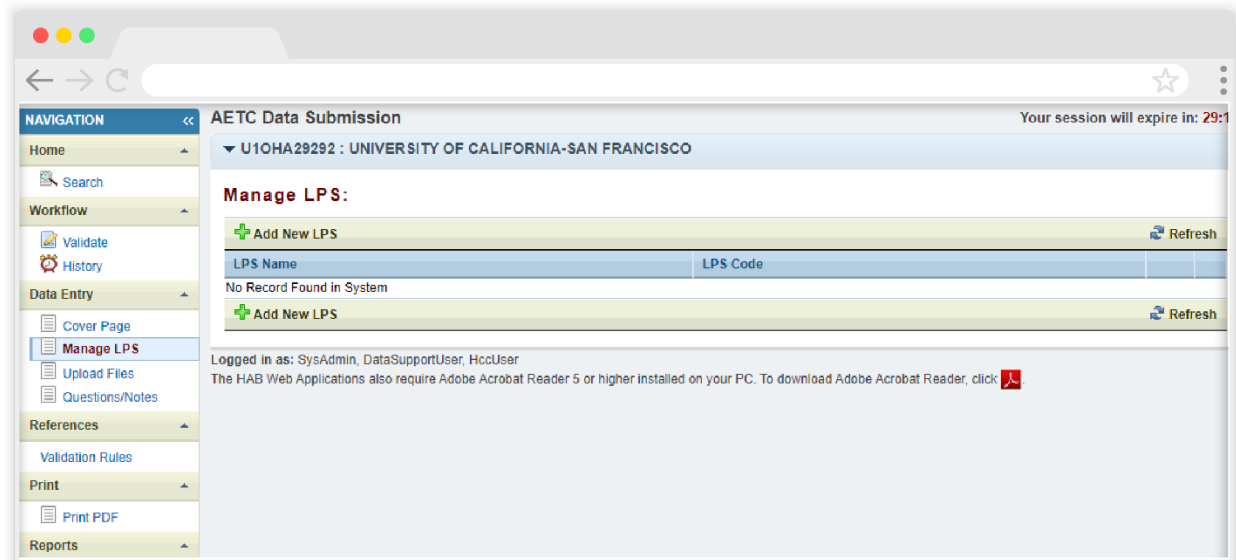 NAVIGATION «
Home
Search
Workflow
Validate
History
Data Entry
Cover Page
Manage LPS
Upload Files
Questions/Notes
References
Validation Rules
Print
Print PDF
Reports
AETC Data Submission
Your session will expire in: 29:1
U1OHA29292 : UNIVERSITY OF CALIFORNIA-SAN FRANCISCO
Manage LPS:
Add New LPS Refresh
LPS Name LPS Code
No Record Found in System
Add New LPS Refresh
Logged in as: SysAdmin, DataSupportUser, HccUser
The HAB Web Applications also require Adobe Acrobat Reader 5 or higher installed on your PC. To download Adobe Acrobat Reader, click .